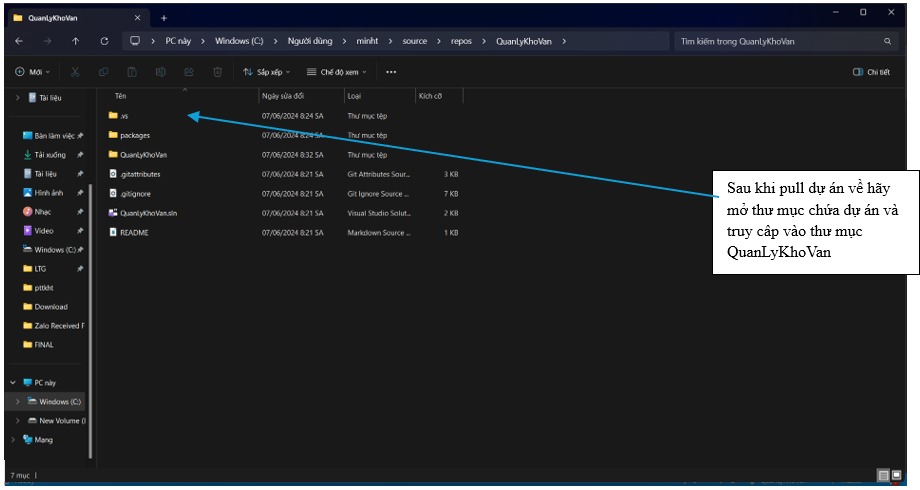 QuanLyKhoVan
PC này > Windows (C:) > Người dùng > minht > source > repos > QuanLyKhoVan >
Tìm kiếm trong QuanLyKhoVan
Mới
Sắp xếp
Chế độ xem
Chi tiết
Tài liệu
Bàn làm việc
Tải xuống
Tài liệu
Hình ảnh
Nhạc
Video
Windows (C:)
LTG
pttkht
Download
Zalo Received F
FINAL
PC này
Windows (C:)
New Volume (
Mạng
Tên Ngày sửa đổi Loại Kích cỡ
.vs 07/06/2024 8:24 SA Thư mục tệp
packages 07/06/2024 8:24 SA Thư mục tệp
QuanLyKhoVan 07/06/2024 8:32 SA Thư mục tệp
.gitattributes 07/06/2024 8:21 SA Git Attributes Sour... 3 KB
.gitignore 07/06/2024 8:21 SA Git Ignore Source ... 7 KB
QuanLyKhoVan.sln 07/06/2024 8:21 SA Visual Studio Solut... 2 KB
README 07/06/2024 8:21 SA Markdown Source ... 1 KB
Sau khi pull dự án về hãy
mở thư mục chứa dự án và
truy cập vào thư mục
QuanLyKhoVan
7 mục